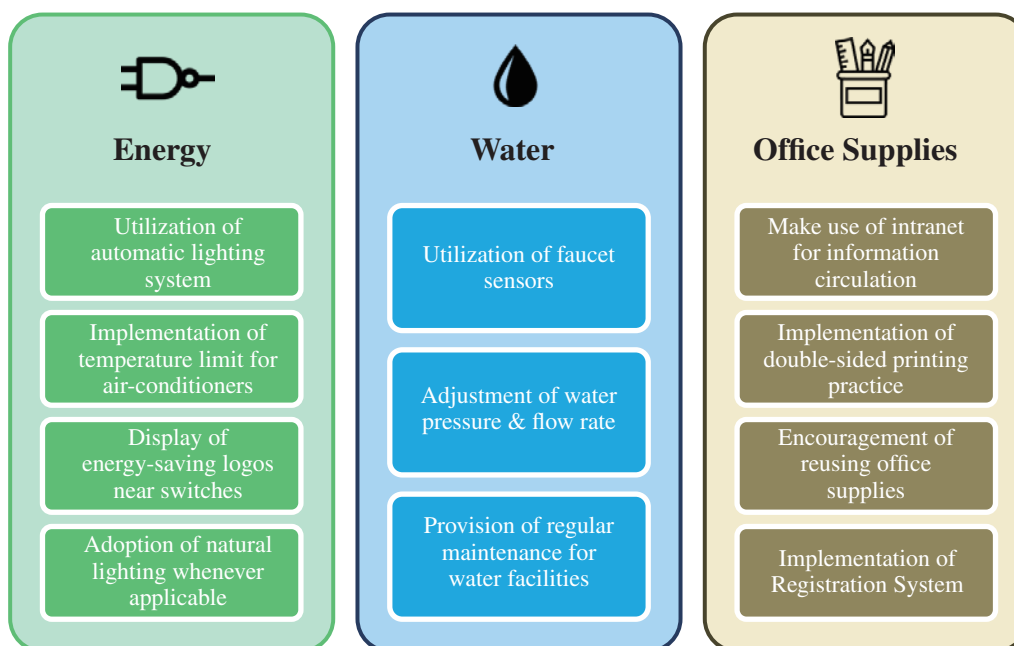 Energy
Utilization of
automatic lighting
system
Implementation of
temperature limit for
air-conditioners
Display of
energy-saving logos
near switches
Adoption of natural
lighting whenever
applicable
Water
Utilization of faucet
sensors
Adjustment of water
pressure & flow rate
Provision of regular
maintenance for
water facilities
Office Supplies
Make use of intranet
for information
circulation
Implementation of
double-sided printing
practice
Encouragement of
reusing office
supplies
Implementation of
Registration System